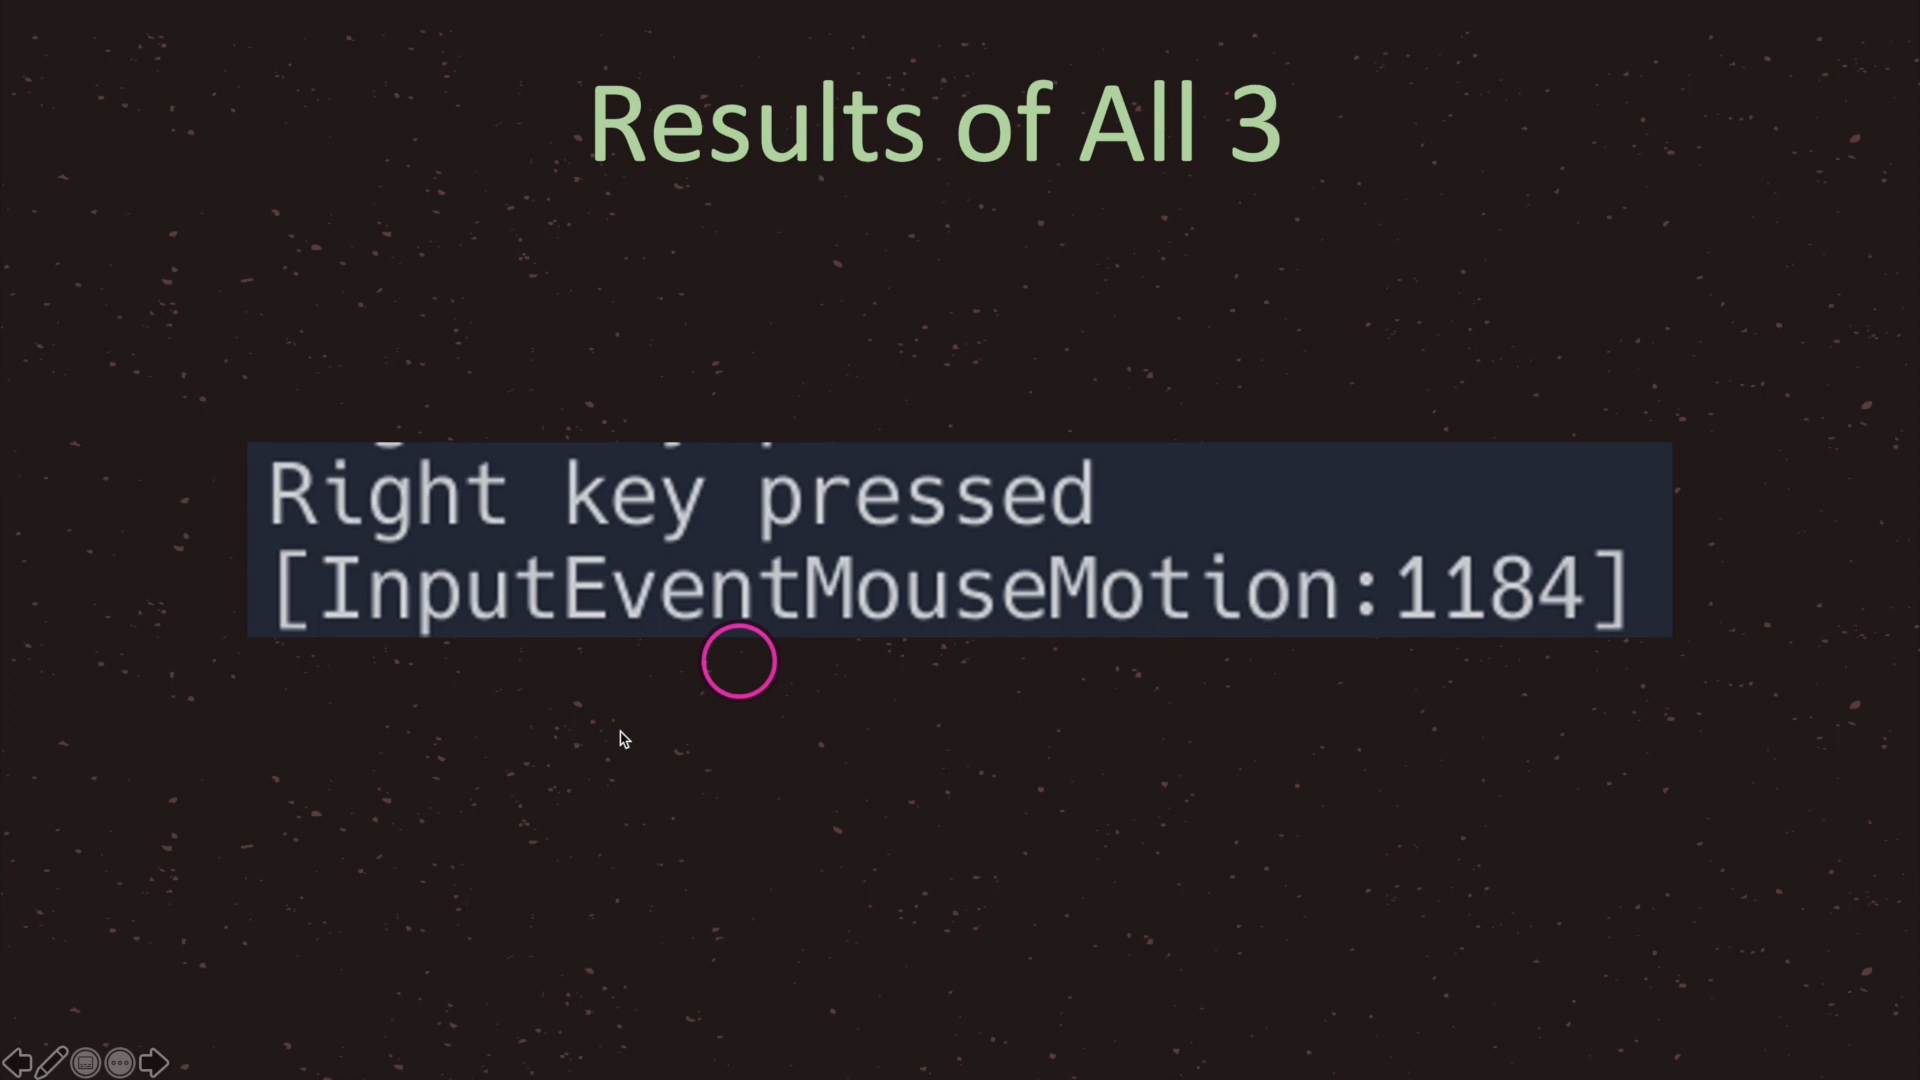 Results of All 3
Right key pressed
[InputEventMouseMotion:1184]